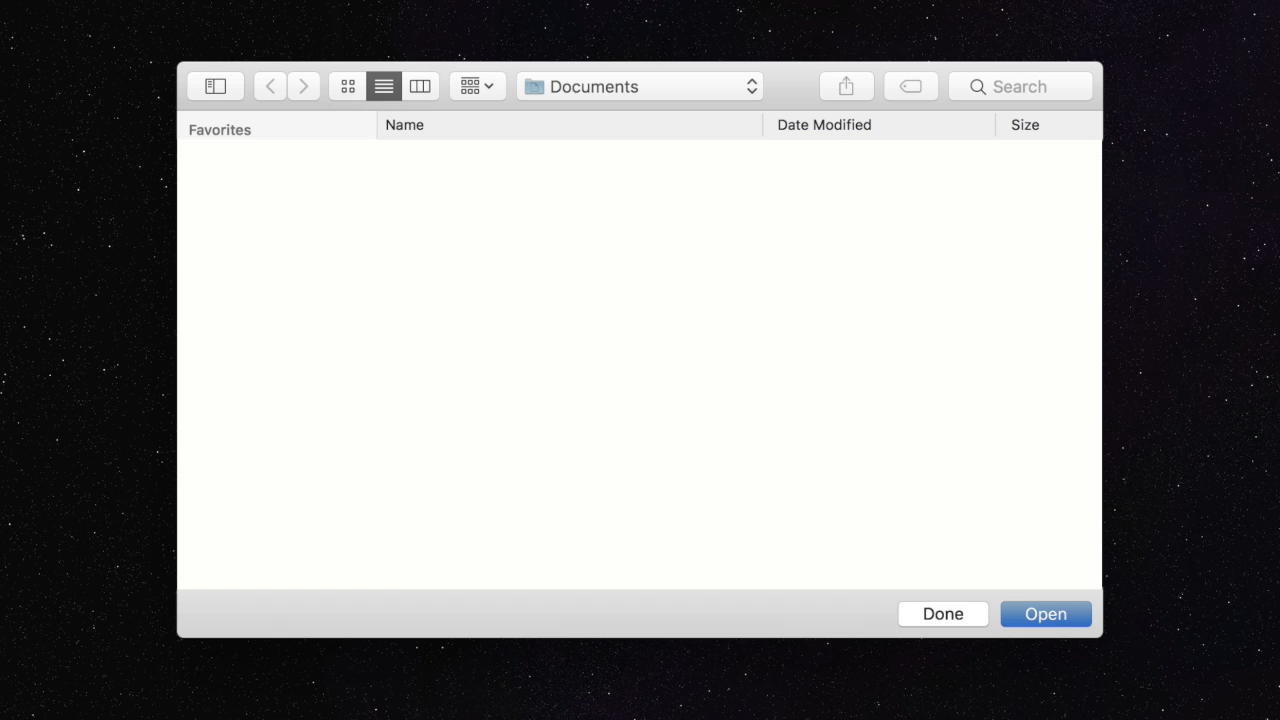 Documents
Search
Favorites
Name
Date Modified
Size
Done
Open